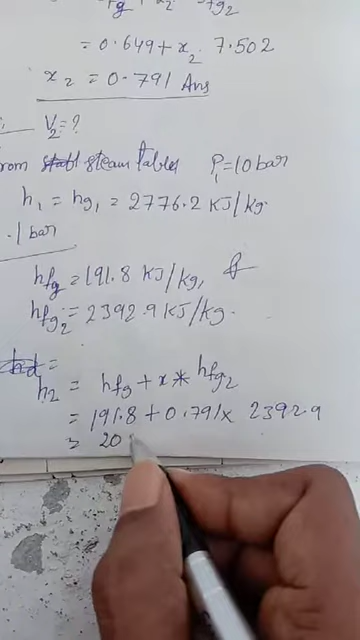 = 0.649 + x₂ 7.502
x₂ = 0.791 Ans
V₂ = ?
rom steam tables P₁ = 10 bar
h₁ = hg₁ = 2776.2 KJ/kg.
.1 bar
hfg = 191.8 KJ/kg,
hfg₂ = 2392.9 KJ/kg.
h₂ = hfg + x * hfg₂
= 191.8 + 0.791 x 2392.9
= 20